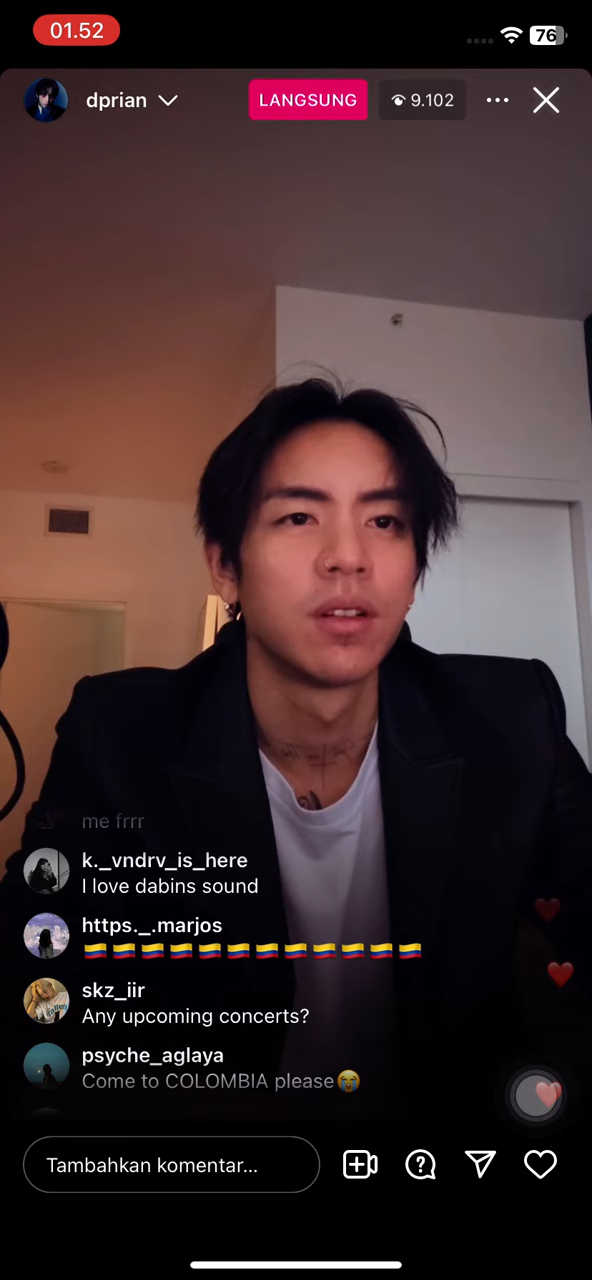 01.52
76
dprian
LANGSUNG
9.102
me frrr
k._vndrv_is_here
I love dabins sound
https._.marjos
🇨🇴🇨🇴🇨🇴🇨🇴🇨🇴🇨🇴🇨🇴🇨🇴🇨🇴🇨🇴🇨🇴🇨🇴
skz_iir
Any upcoming concerts?
psyche_aglaya
Come to COLOMBIA please😭
Tambahkan komentar...